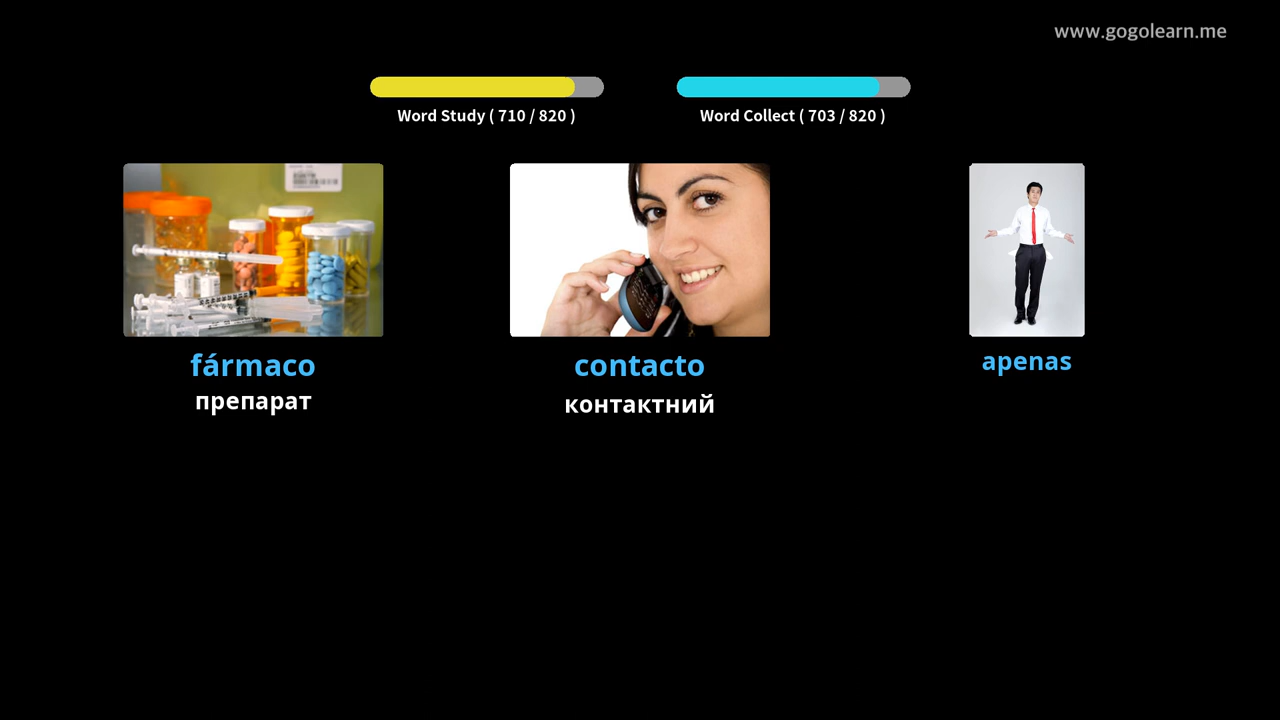 www.gogolearn.me
Word Study ( 710 / 820 )
Word Collect ( 703 / 820 )
fármaco
препарат
contacto
контактний
apenas